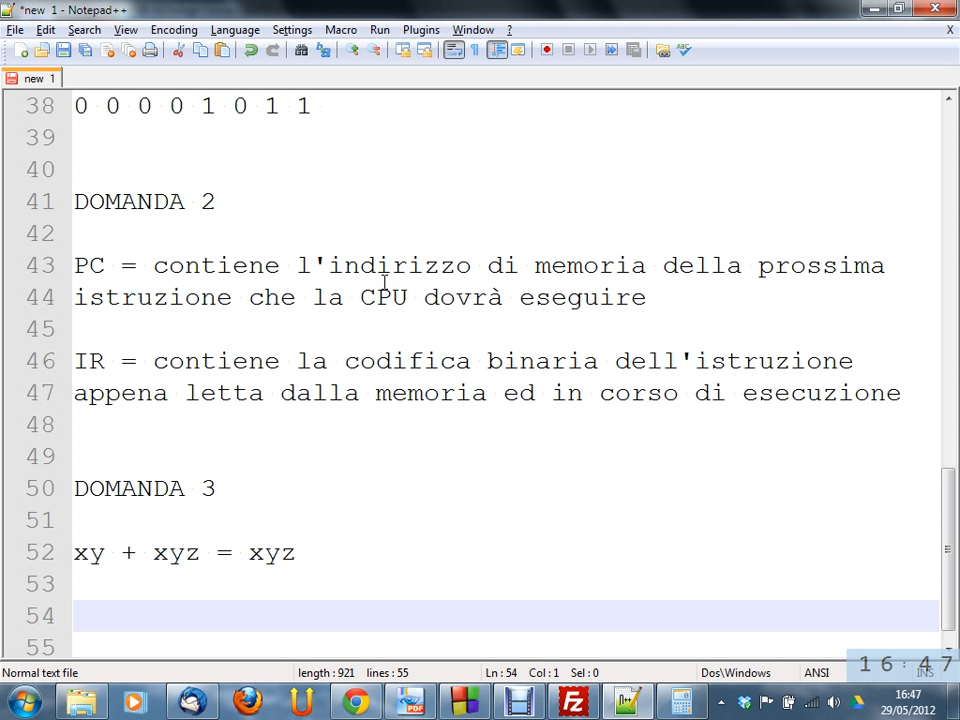 *new 1 - Notepad++
File Edit Search View Encoding Language Settings Macro Run Plugins Window ? X
new 1
38 0 0 0 0 1 0 1 1
39
40
41 DOMANDA 2
42
43 PC = contiene l'indirizzo di memoria della prossima
44 istruzione che la CPU dovrà eseguire
45
46 IR = contiene la codifica binaria dell'istruzione
47 appena letta dalla memoria ed in corso di esecuzione
48
49
50 DOMANDA 3
51
52 xy + xyz = xyz
53
54
55
Normal text file length : 921 lines : 55 Ln : 54 Col : 1 Sel : 0 Dos\Windows ANSI INS
16:47
16:47
29/05/2012